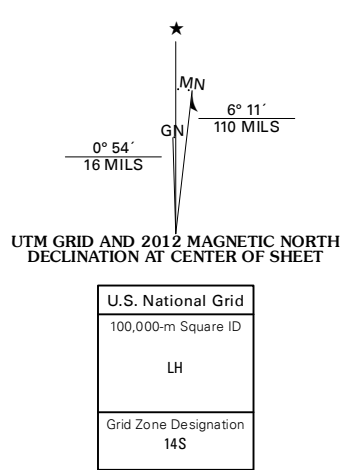 ★
MN
GN
6° 11´
110 MILS
0° 54´
16 MILS
UTM GRID AND 2012 MAGNETIC NORTH
DECLINATION AT CENTER OF SHEET
U.S. National Grid
100,000-m Square ID
LH
Grid Zone Designation
14S